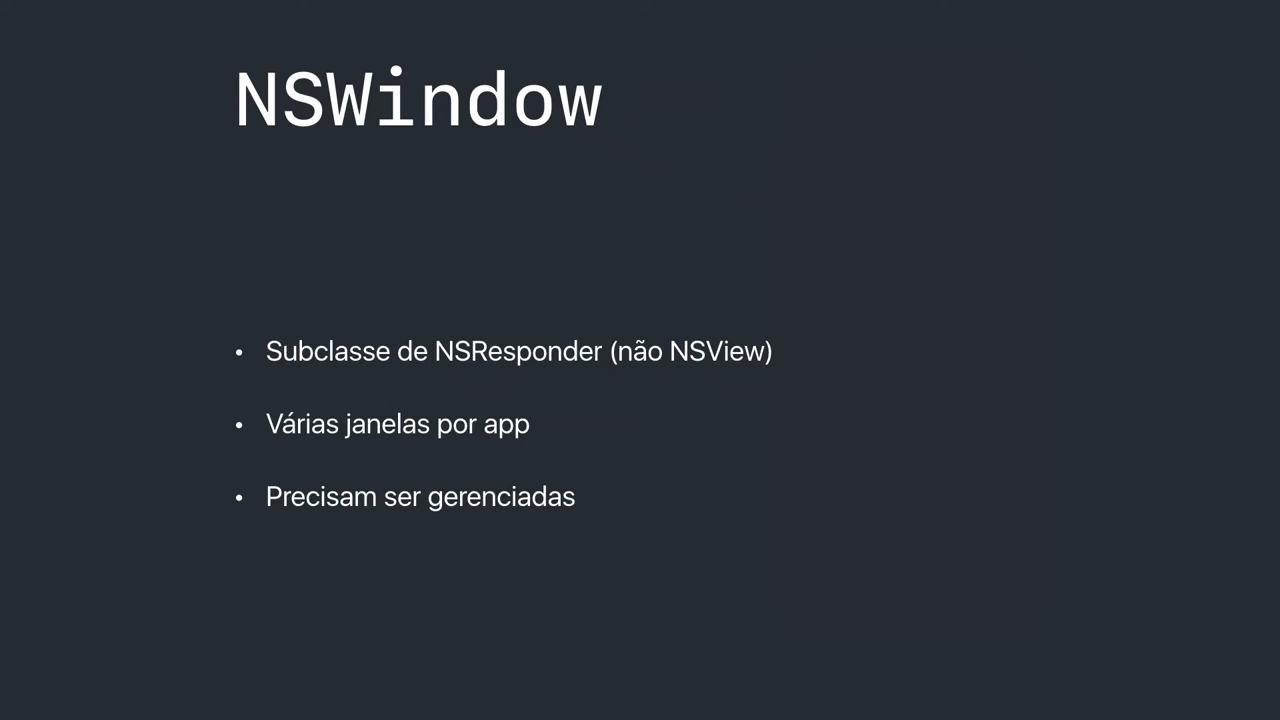 NSWindow
• Subclasse de NSResponder (não NSView)
• Várias janelas por app
• Precisam ser gerenciadas